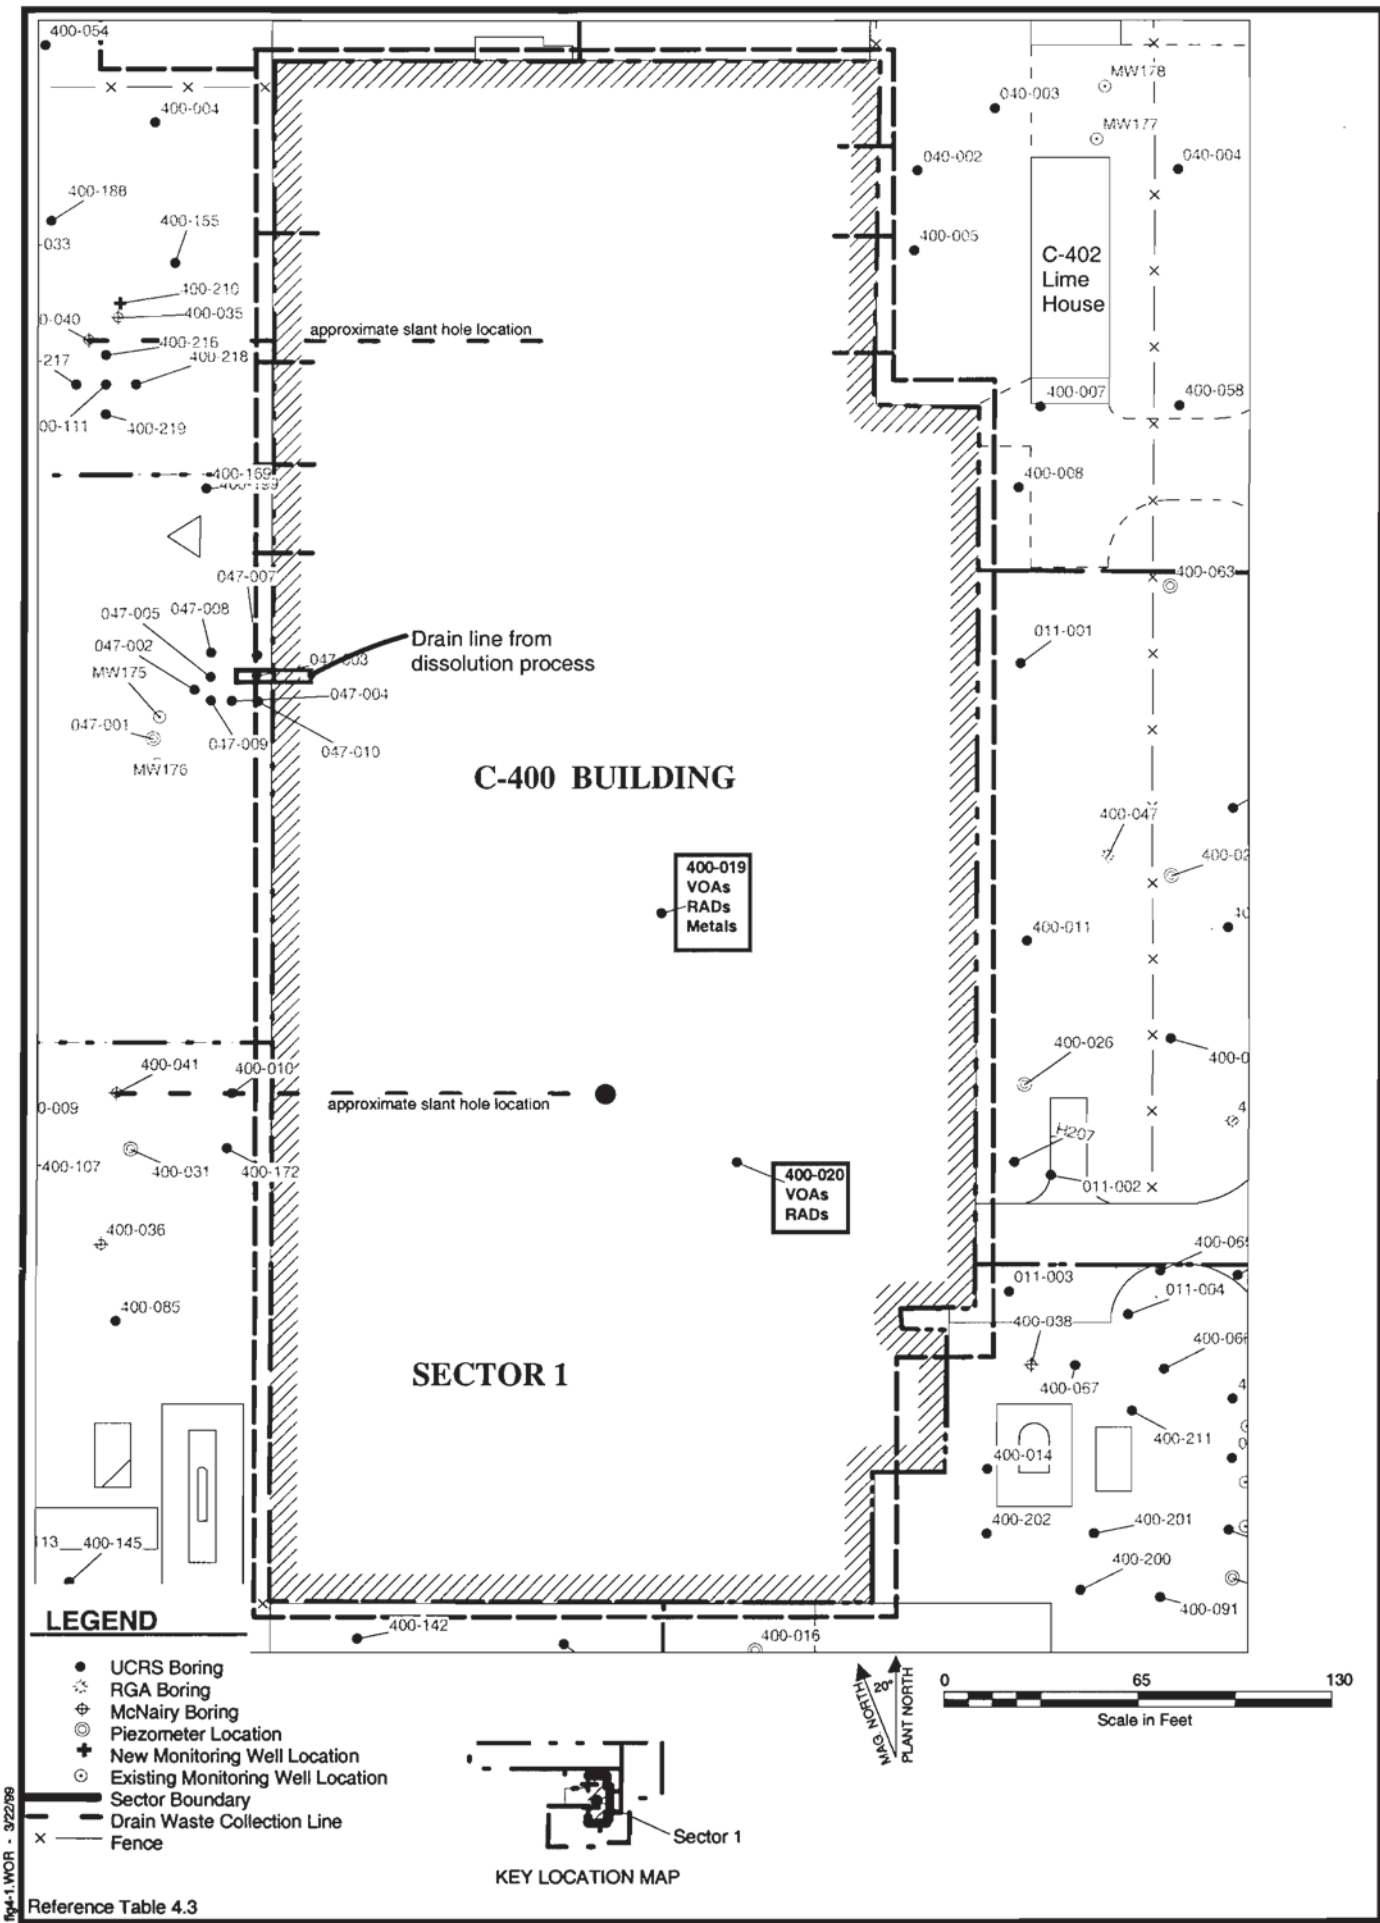 400-054
MW178
040-003
400-004
MW177
040-002
040-004
400-188
400-155
-033
400-005
C-402
Lime
House
400-210
400-035
0-040
approximate slant hole location
400-216
-217
400-218
400-007
400-058
00-111
400-219
400-169
400-008
047-007
400-063
047-005
047-008
011-001
047-002
Drain line from
dissolution process
047-003
MW175
047-004
047-001
047-009
047-010
MW176
C-400 BUILDING
400-047
400-02
400-019
VOAs
RADs
Metals
400-011
400-026
400-0
400-041
400-010
0-009
approximate slant hole location
H207
-400-107
400-031
400-172
400-020
VOAs
RADs
011-002
400-036
011-003
011-004
400-085
400-038
SECTOR 1
400-067
400-211
400-014
113
400-145
400-202
400-201
400-200
400-091
LEGEND
400-142
400-016
UCRS Boring
RGA Boring
McNairy Boring
Piezometer Location
New Monitoring Well Location
Existing Monitoring Well Location
Sector Boundary
Drain Waste Collection Line
Fence
20°
MAG. NORTH
PLANT NORTH
0 65 130
Scale in Feet
Sector 1
KEY LOCATION MAP
Reference Table 4.3
fig4-1.WOR - 3/22/99